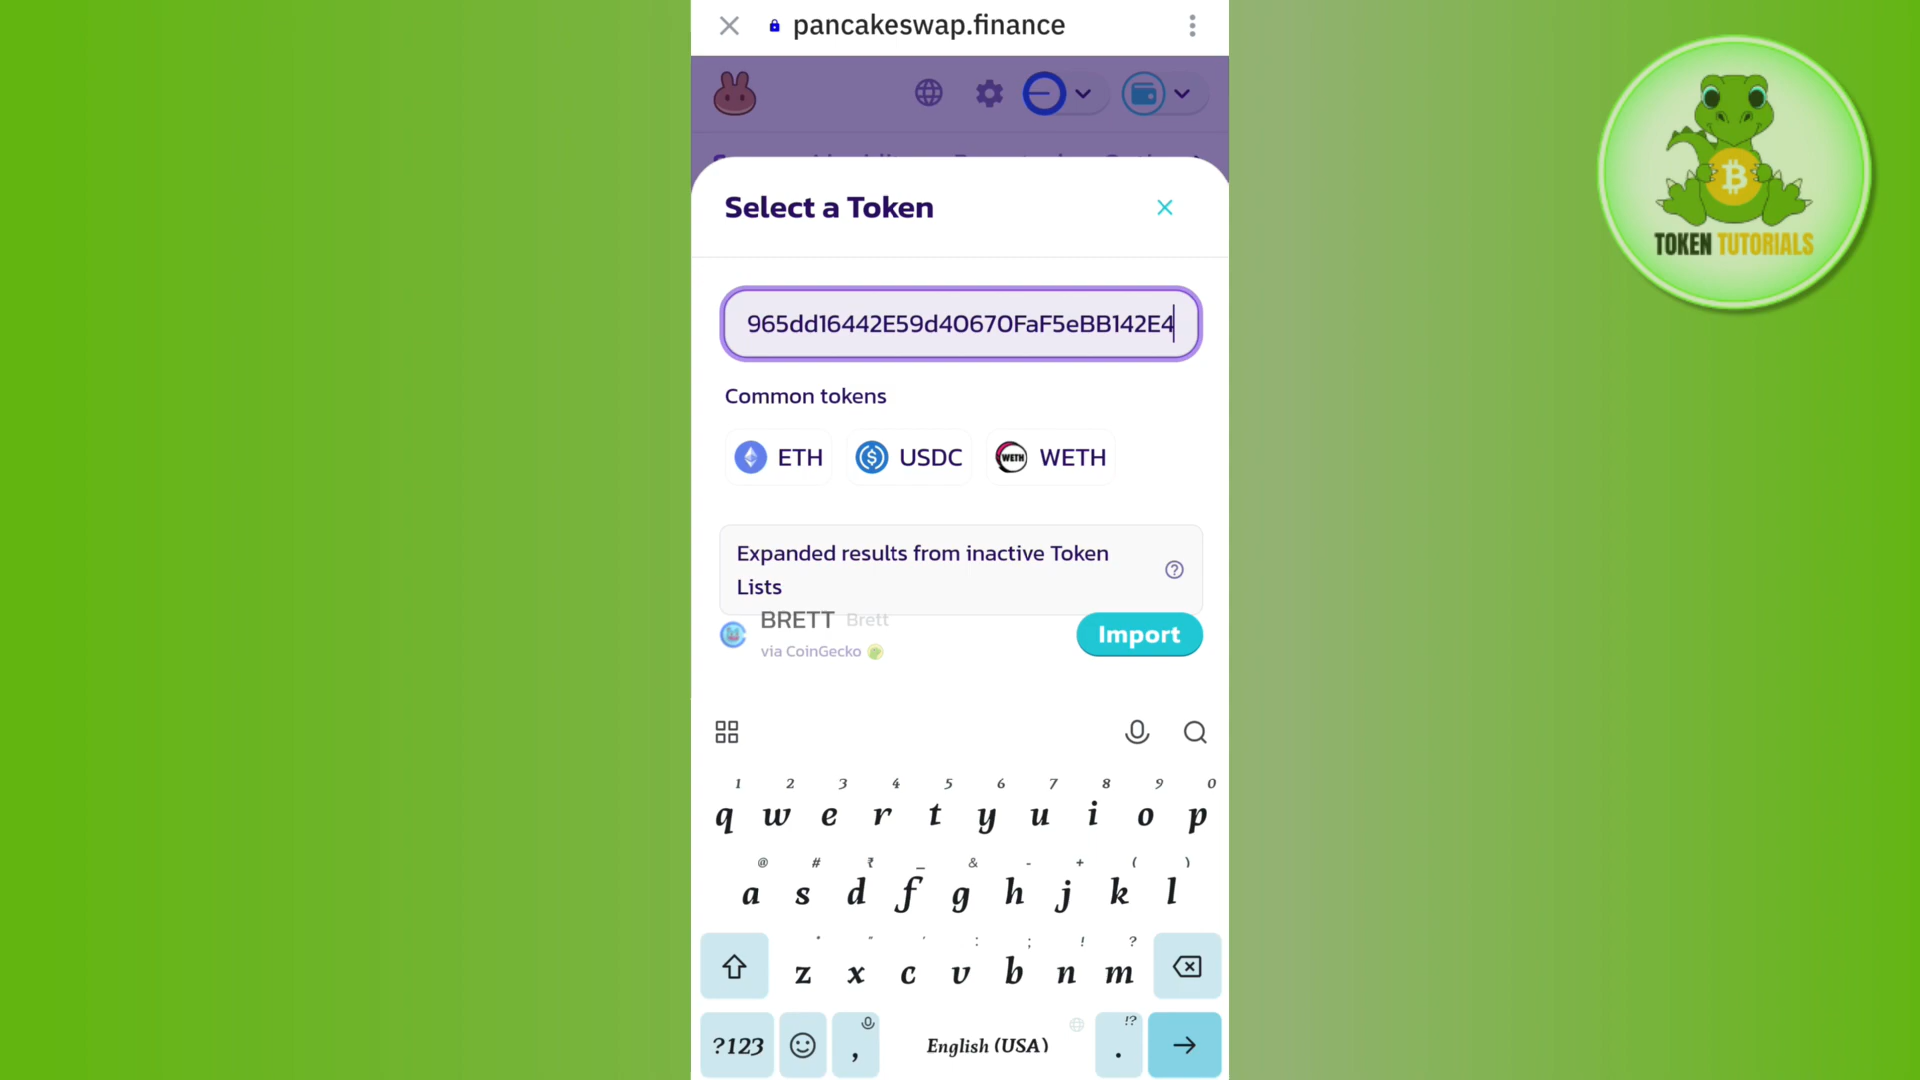 pancakeswap.finance
Select a Token
965dd16442E59d40670FaF5eBB142E4
Common tokens
ETH USDC WETH WETH
Expanded results from inactive Token
Lists
BRETT Brett
via CoinGecko
Import
1 2 3 4 5 6 7 8 9 0
q w e r t y u i o p
@ # ₹ _ & - + ( )
a s d f g h j k l
* " ' : ; ! ?
z x c v b n m
?123 , English (USA) . !?
TOKEN TUTORIALS